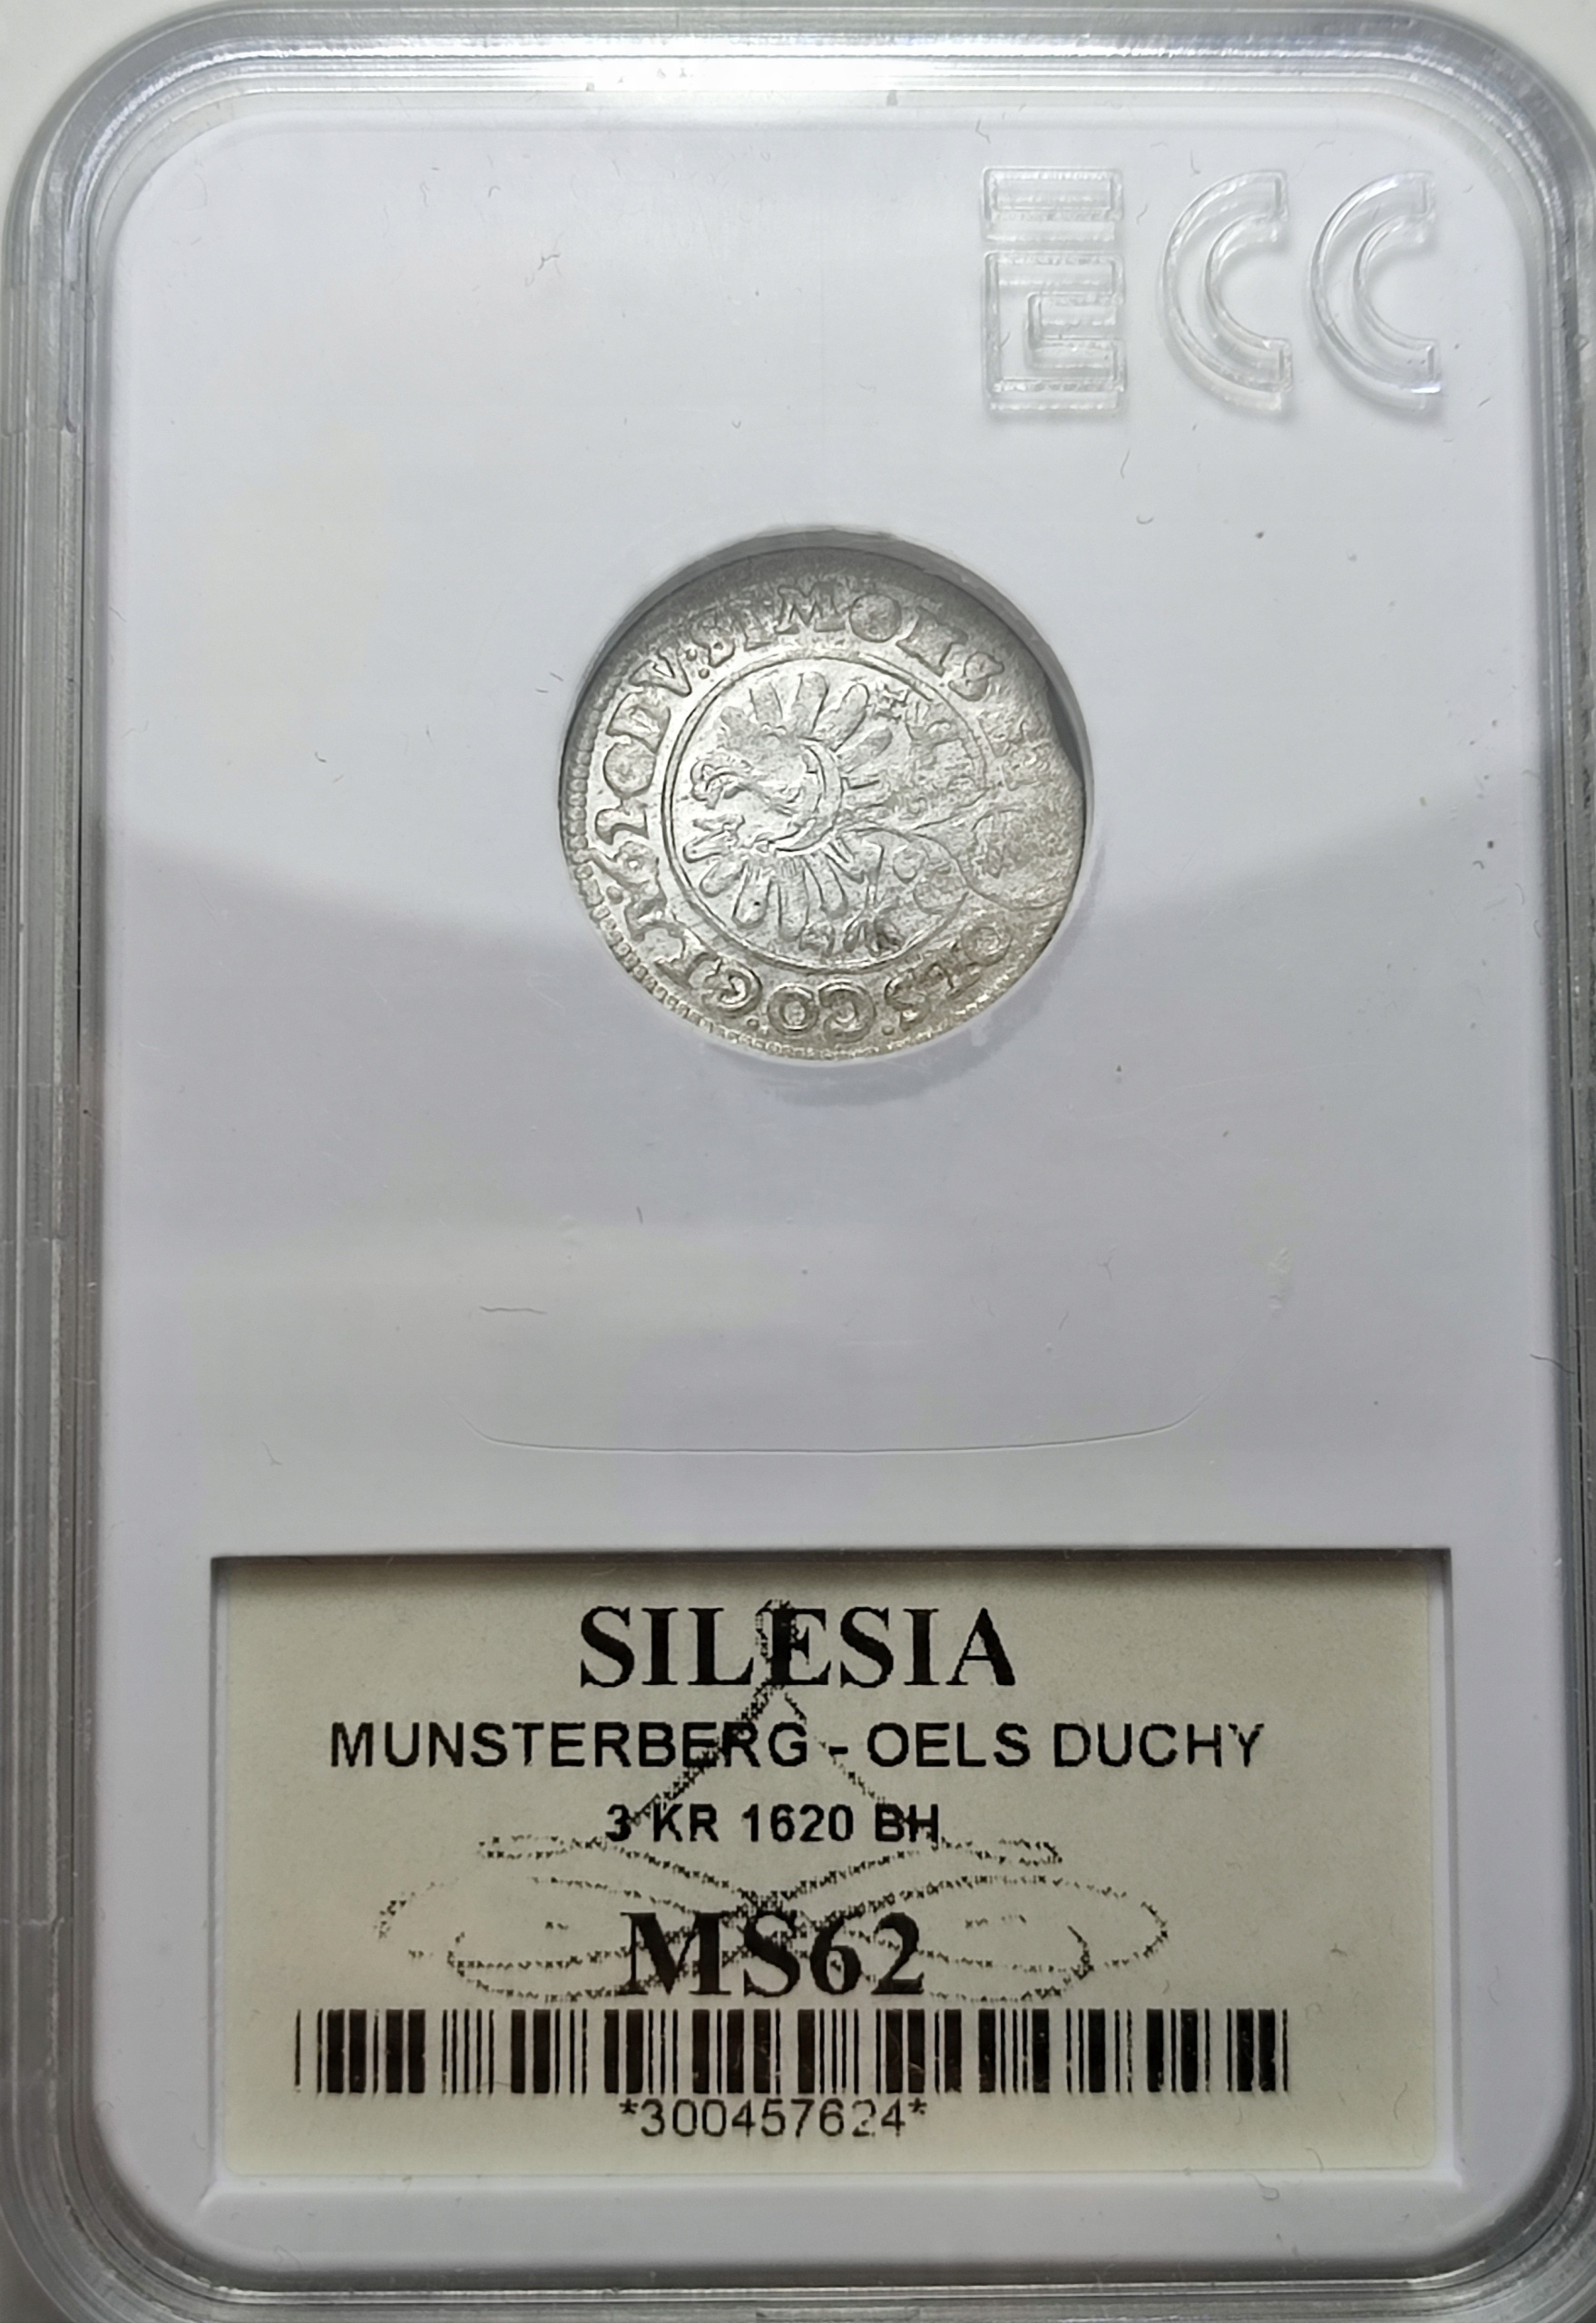 ECC
SILESIA
MUNSTERBERG - OELS DUCHY
3 KR 1620 BH
MS62
*300457624*